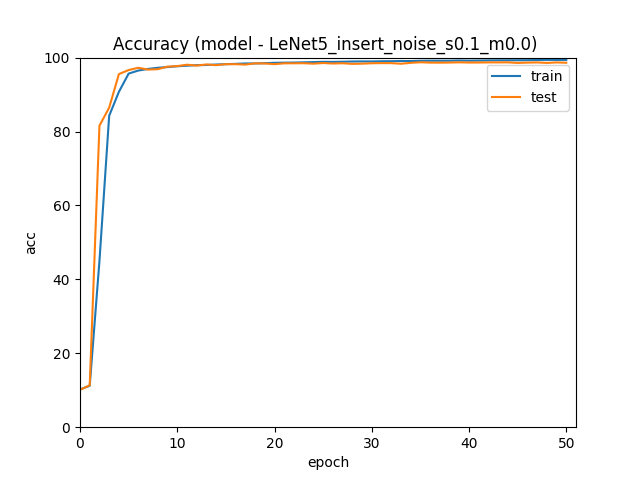 Accuracy (model - LeNet5_insert_noise_s0.1_m0.0)
100
80
60
40
20
0
acc
train
test
0 10 20 30 40 50
epoch